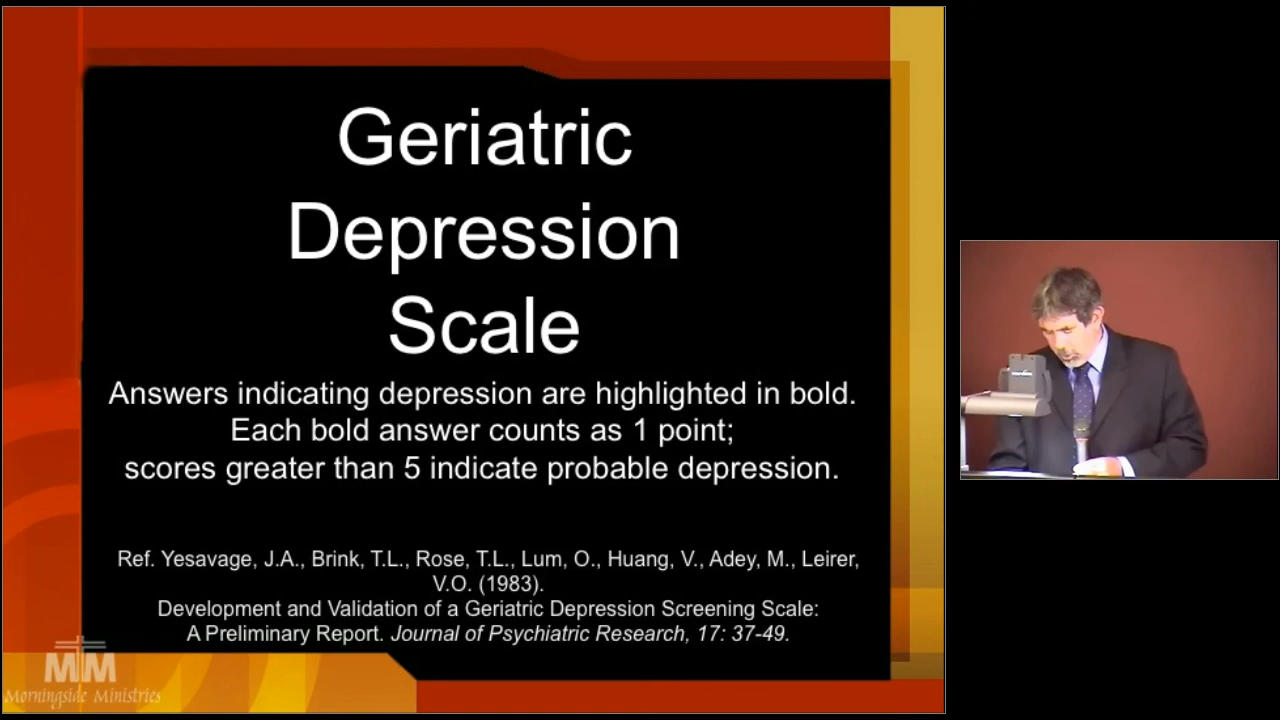 Geriatric
Depression
Scale
Answers indicating depression are highlighted in bold.
Each bold answer counts as 1 point;
scores greater than 5 indicate probable depression.
Ref. Yesavage, J.A., Brink, T.L., Rose, T.L., Lum, O., Huang, V., Adey, M., Leirer,
V.O. (1983).
Development and Validation of a Geriatric Depression Screening Scale:
A Preliminary Report. Journal of Psychiatric Research, 17: 37-49.
MM
Morningside Ministries